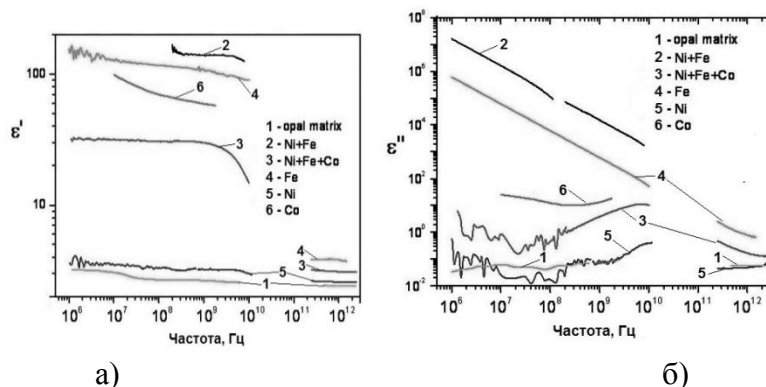 ε'
100
10
2
4
6
1 - opal matrix
2 - Ni+Fe
3 - Ni+Fe+Co
4 - Fe
5 - Ni
6 - Co
3
4
3
5
1
10⁶ 10⁷ 10⁸ 10⁹ 10¹⁰ 10¹¹ 10¹²
Частота, Гц
а)
ε"
10⁸
10⁶
10⁴
10²
10⁰
10⁻²
2
1 - opal matrix
2 - Ni+Fe
3 - Ni+Fe+Co
4 - Fe
5 - Ni
6 - Co
4
6
3
5
1
1
5
10⁶ 10⁷ 10⁸ 10⁹ 10¹⁰ 10¹¹ 10¹²
Частота, Гц
б)